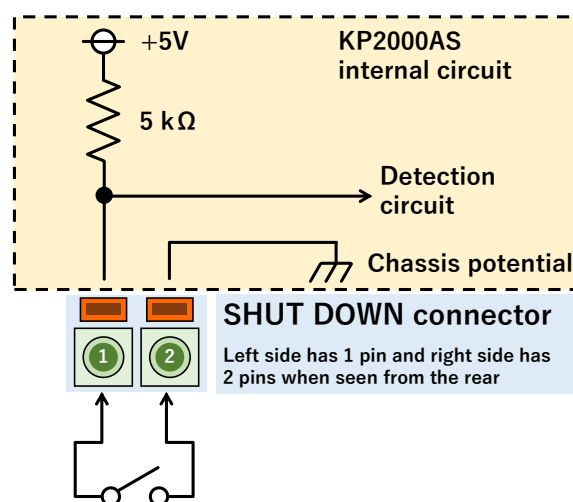 +5V
KP2000AS
internal circuit
5 kΩ
Detection
circuit
Chassis potential
SHUT DOWN connector
1
2
Left side has 1 pin and right side has
2 pins when seen from the rear